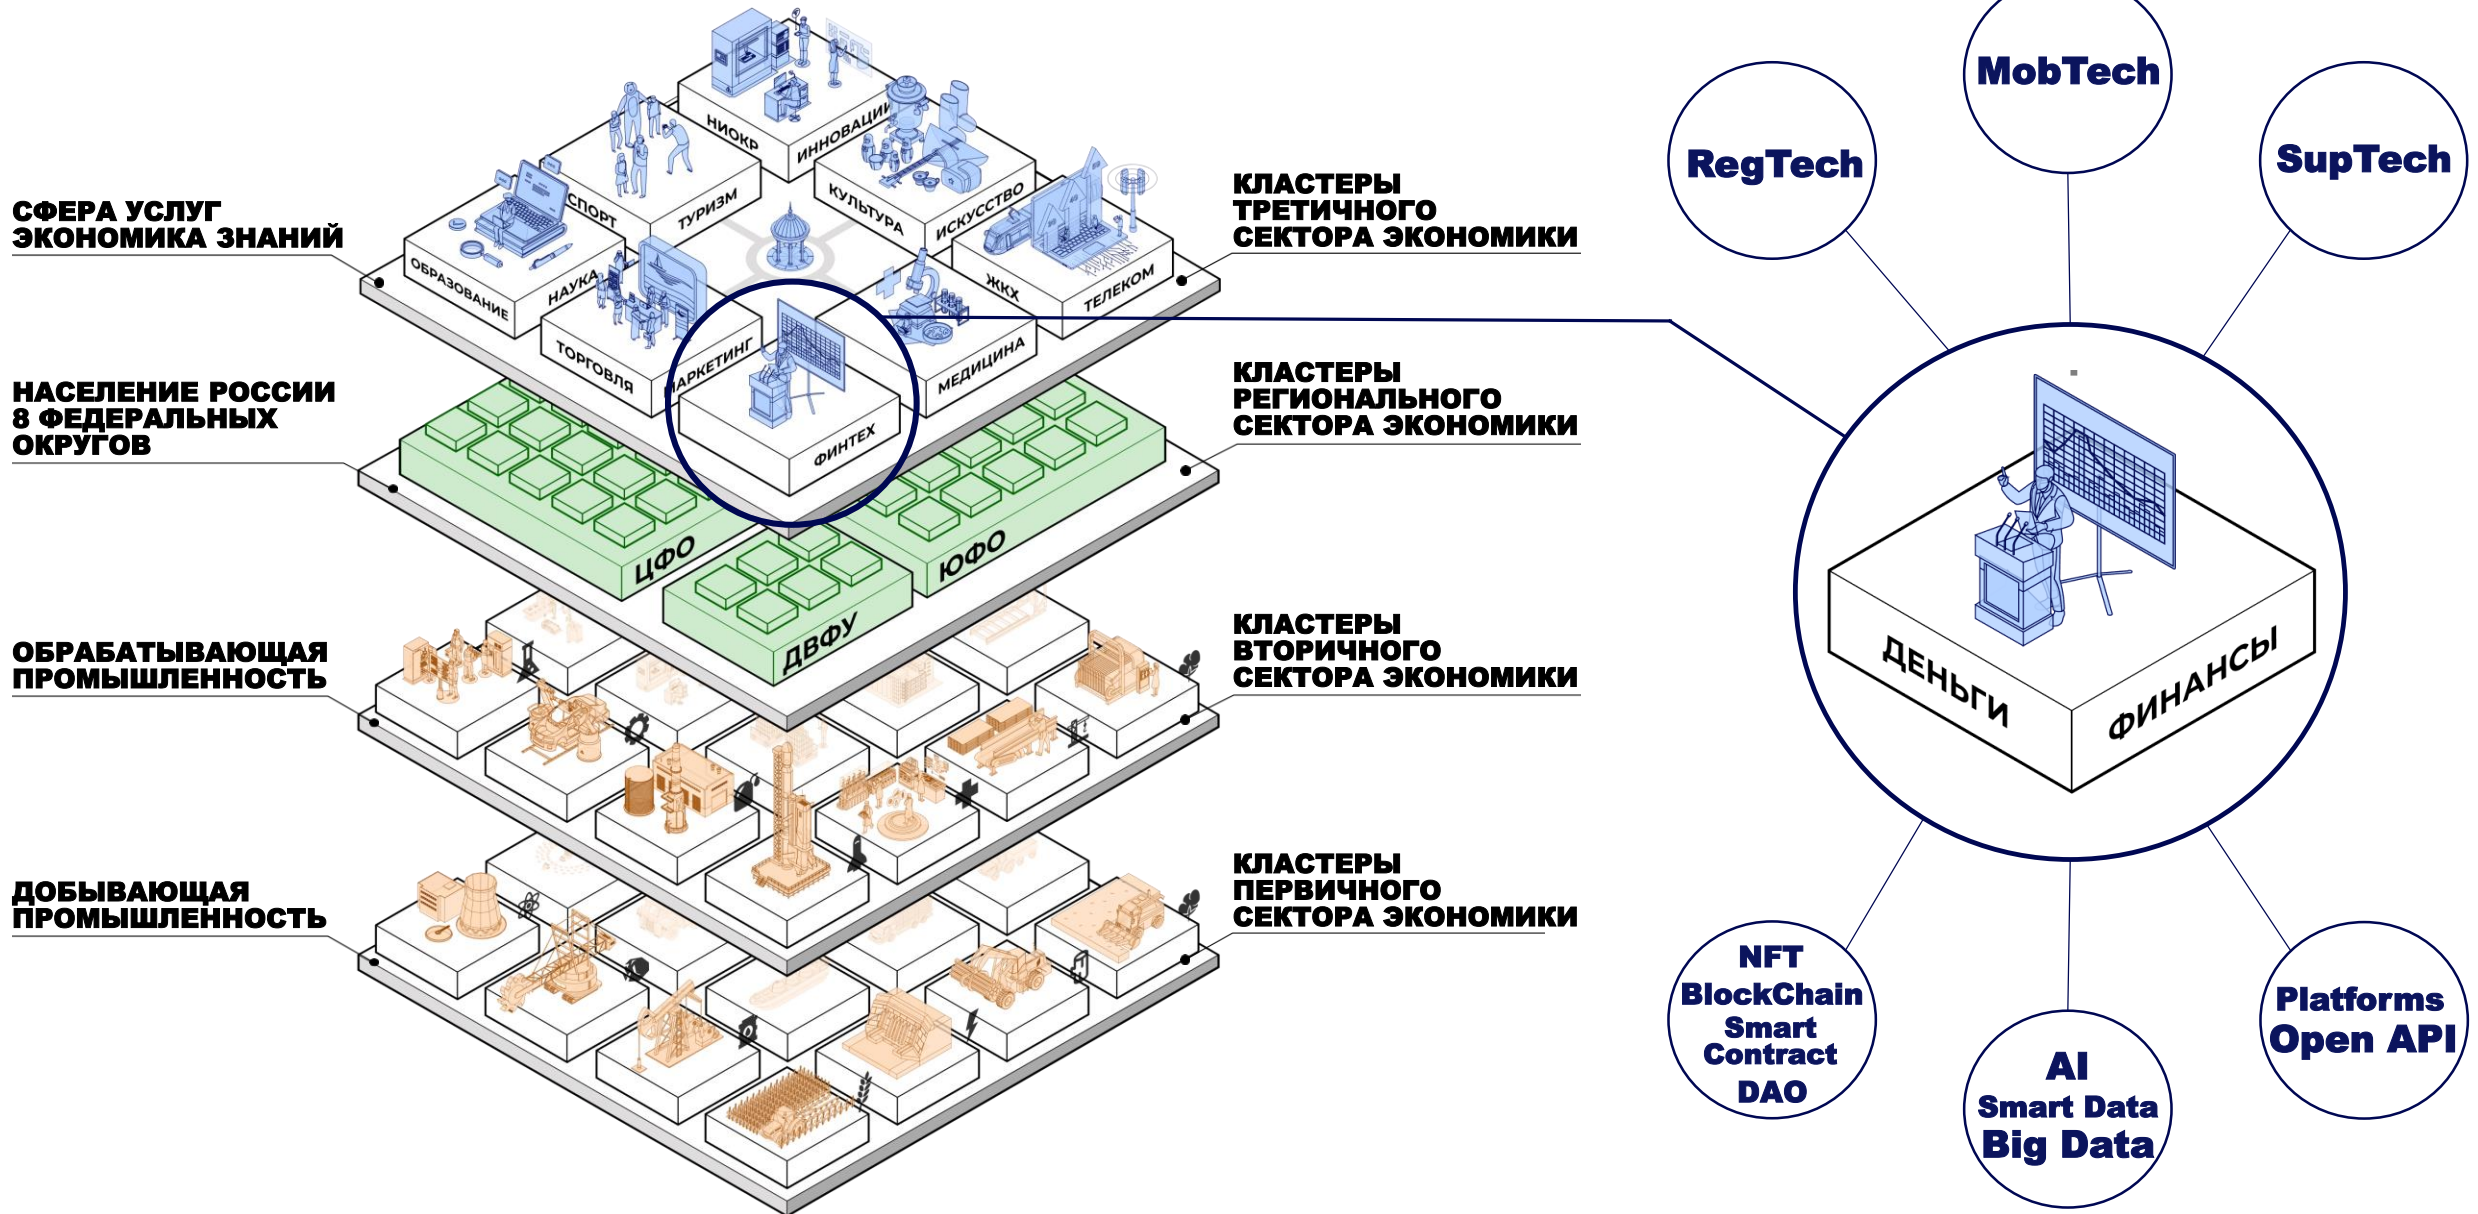 СФЕРА УСЛУГ
ЭКОНОМИКА ЗНАНИЙ
НАСЕЛЕНИЕ РОССИИ
8 ФЕДЕРАЛЬНЫХ
ОКРУГОВ
ОБРАБАТЫВАЮЩАЯ
ПРОМЫШЛЕННОСТЬ
ДОБЫВАЮЩАЯ
ПРОМЫШЛЕННОСТЬ
НИОКР
ИННОВАЦИИ
СПОРТ
ТУРИЗМ
КУЛЬТУРА
ИСКУССТВО
ОБРАЗОВАНИЕ
НАУКА
ЖКХ
ТЕЛЕКОМ
ТОРГОВЛЯ
МАРКЕТИНГ
МЕДИЦИНА
ФИНТЕХ
ЦФО
ЮФО
ДВФУ
КЛАСТЕРЫ
ТРЕТИЧНОГО
СЕКТОРА ЭКОНОМИКИ
КЛАСТЕРЫ
РЕГИОНАЛЬНОГО
СЕКТОРА ЭКОНОМИКИ
КЛАСТЕРЫ
ВТОРИЧНОГО
СЕКТОРА ЭКОНОМИКИ
КЛАСТЕРЫ
ПЕРВИЧНОГО
СЕКТОРА ЭКОНОМИКИ
RegTech
MobTech
SupTech
ДЕНЬГИ
ФИНАНСЫ
NFT
BlockChain
Smart
Contract
DAO
AI
Smart Data
Big Data
Platforms
Open API